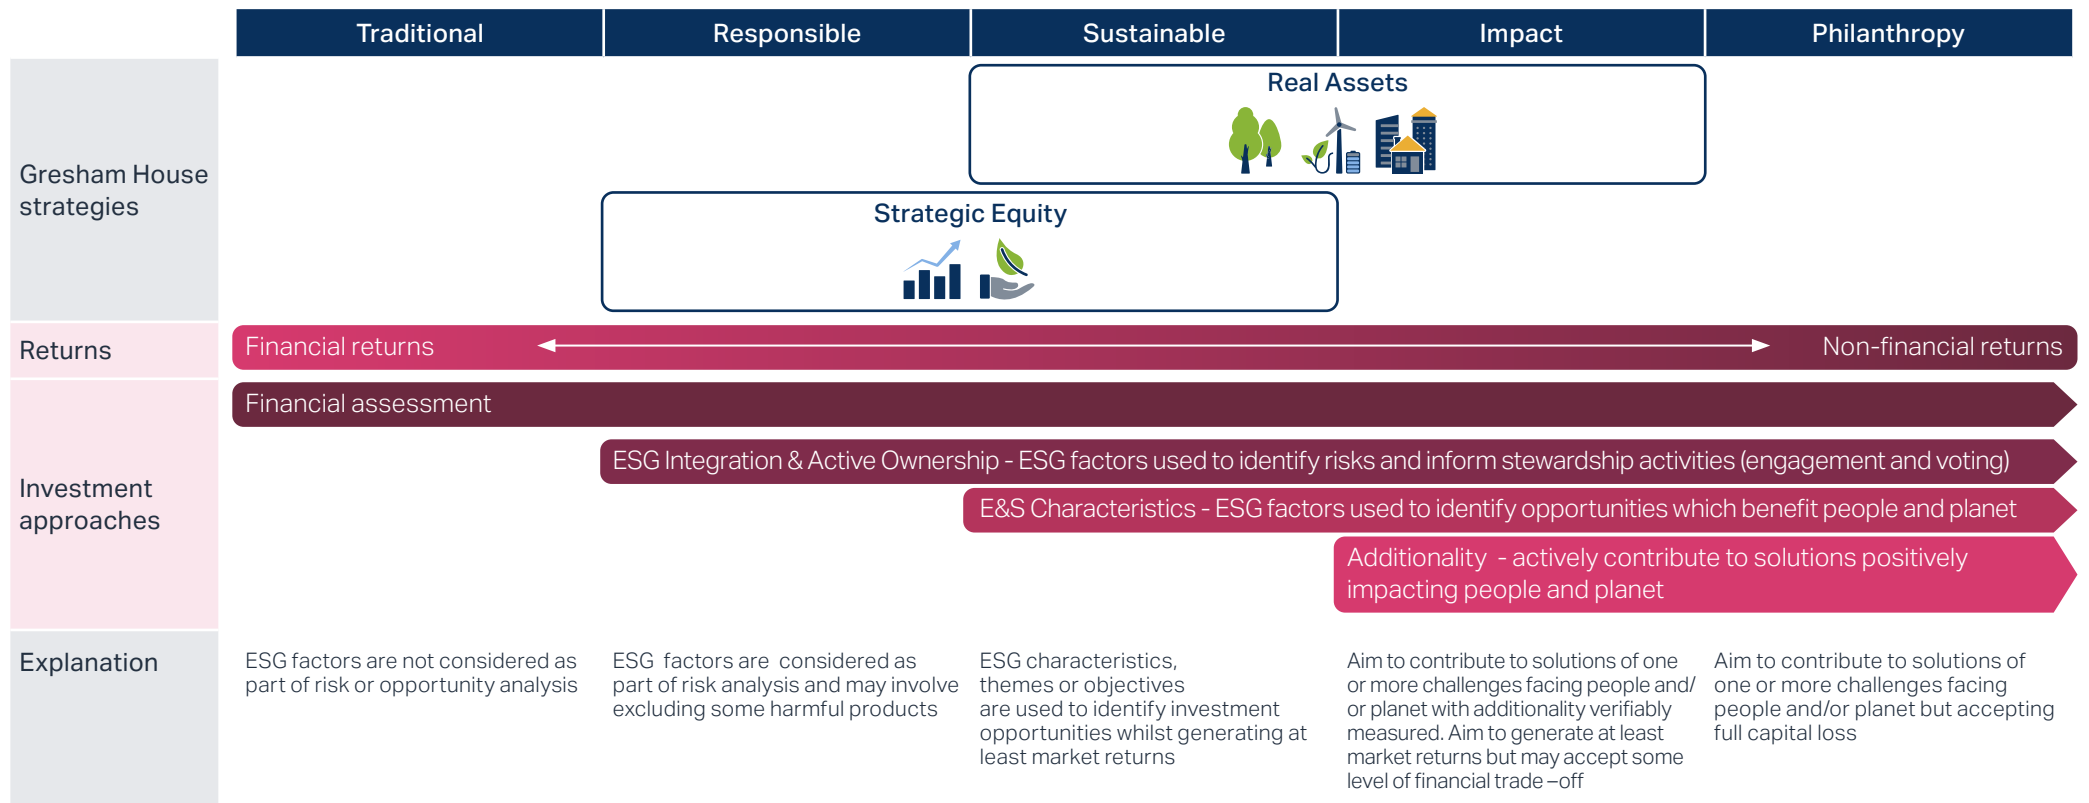 Traditional
Responsible
Sustainable
Impact
Philanthropy
Gresham House
strategies
Real Assets
Strategic Equity
Returns
Financial returns
Non-financial returns
Investment
approaches
Financial assessment
ESG Integration & Active Ownership - ESG factors used to identify risks and inform stewardship activities (engagement and voting)
E&S Characteristics - ESG factors used to identify opportunities which benefit people and planet
Additionality - actively contribute to solutions positively
impacting people and planet
Explanation
ESG factors are not considered as
part of risk or opportunity analysis
ESG factors are considered as
part of risk analysis and may involve
excluding some harmful products
ESG characteristics,
themes or objectives
are used to identify investment
opportunities whilst generating at
least market returns
Aim to contribute to solutions of one
or more challenges facing people and/
or planet with additionality verifiably
measured. Aim to generate at least
market returns but may accept some
level of financial trade –off
Aim to contribute to solutions of
one or more challenges facing
people and/or planet but accepting
full capital loss